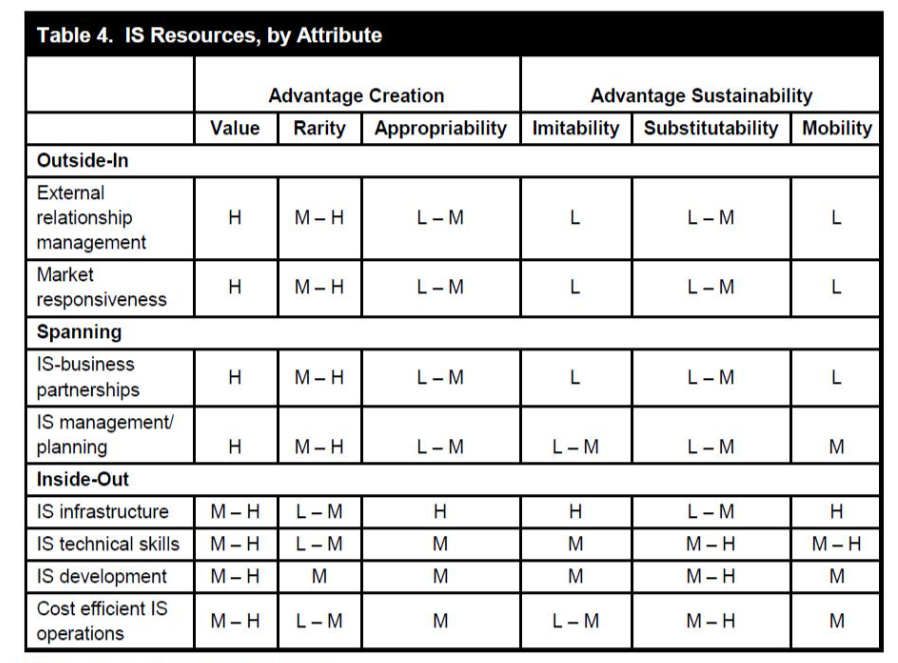 Table 4. IS Resources, by Attribute
Advantage Creation Advantage Sustainability
Value Rarity Appropriability Imitability Substitutability Mobility
Outside-In
External
relationship
management
H M – H L – M L L – M L
Market
responsiveness
H M – H L – M L L – M L
Spanning
IS-business
partnerships
H M – H L – M L L – M L
IS management/
planning H M – H L – M L – M L – M M
Inside-Out
IS infrastructure M – H L – M H H L – M H
IS technical skills M – H L – M M M M – H M – H
IS development M – H M M M M – H M
Cost efficient IS
operations
M – H L – M M L – M M – H M